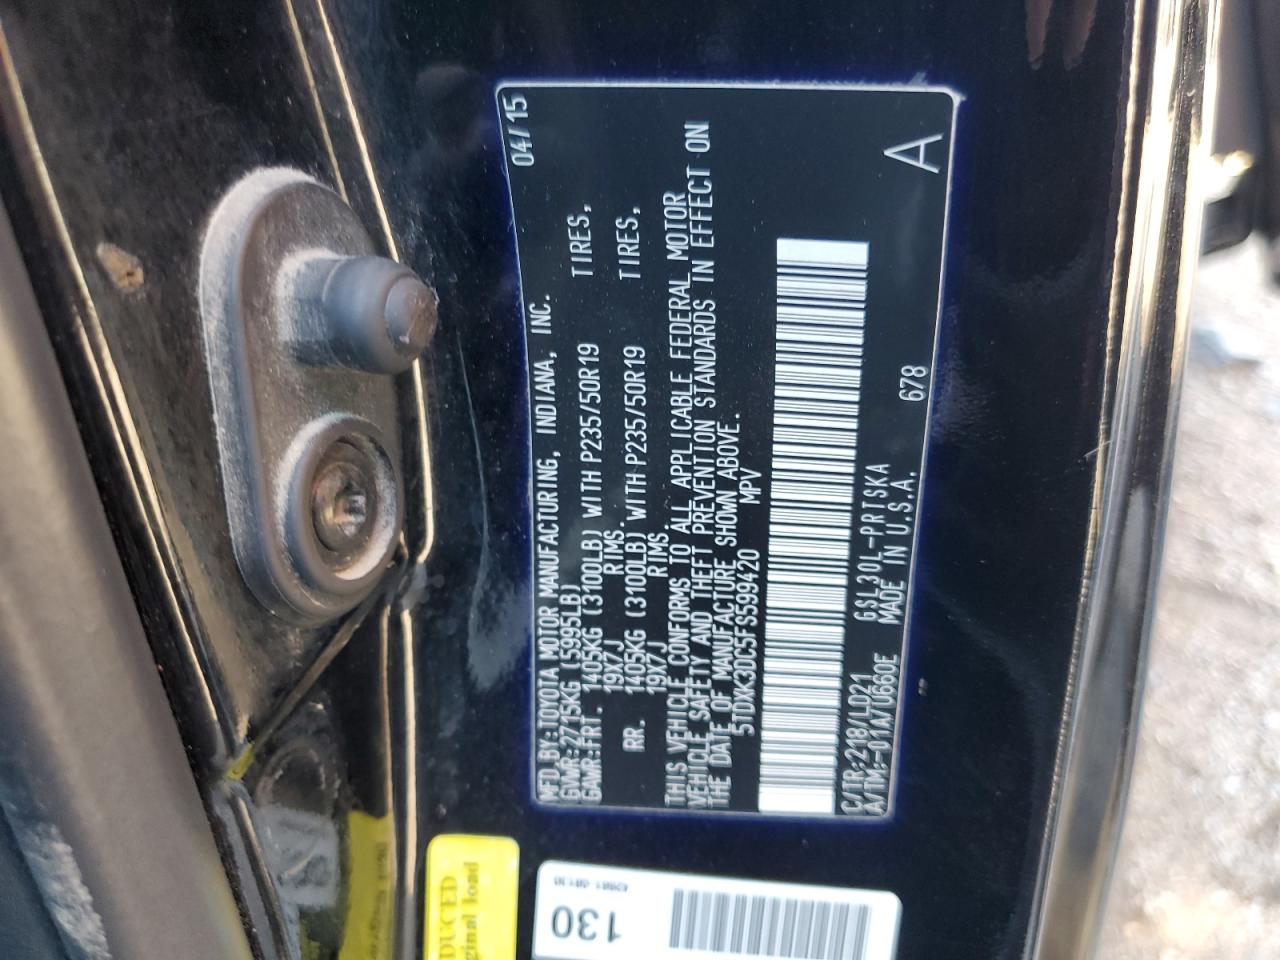 MFD.BY:TOYOTA MOTOR MANUFACTURING, INDIANA, INC. 04/15
GVWR:2715KG (5995LB)
GAWR:FRT. 1405KG (3100LB) WITH P235/50R19 TIRES,
19X7J RIMS.
RR. 1405KG (3100LB) WITH P235/50R19 TIRES,
19X7J RIMS.
THIS VEHICLE CONFORMS TO ALL APPLICABLE FEDERAL MOTOR
VEHICLE SAFETY AND THEFT PREVENTION STANDARDS IN EFFECT ON
THE DATE OF MANUFACTURE SHOWN ABOVE.
5TDXK3DC5FS599420 MPV
C/TR:218/LD21 GSL30L-PRTSKA
A/TM:-01A/U660E MADE IN U.S.A. 678 A
130
load